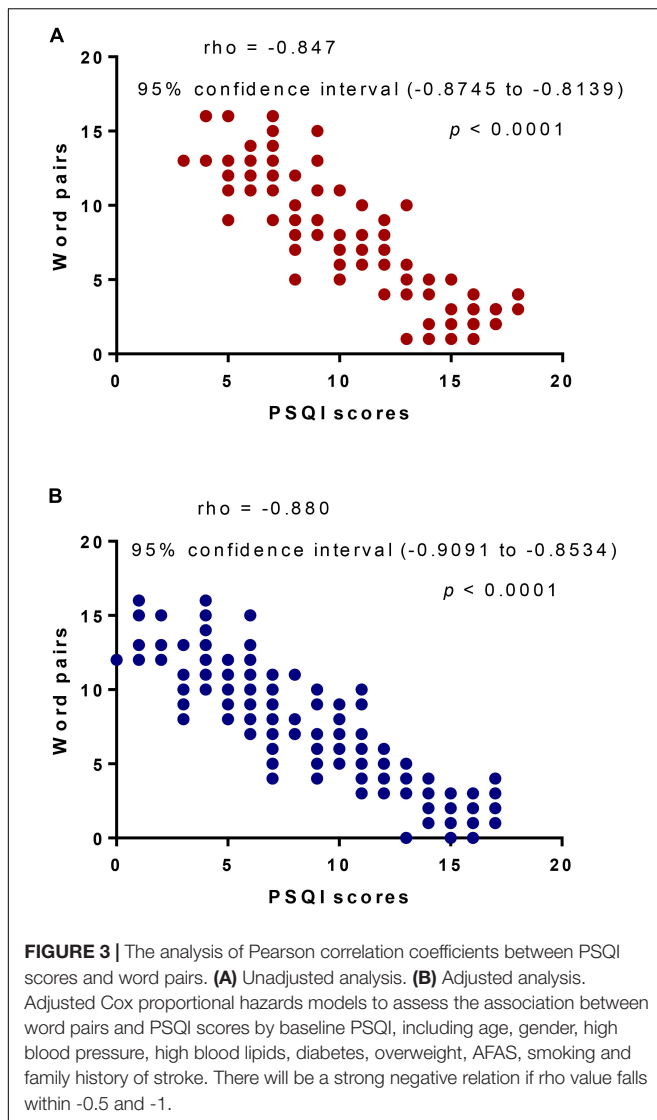 A
rho = -0.847
95% confidence interval (-0.8745 to -0.8139)
p < 0.0001
Word pairs
20
15
10
5
0
0 5 10 15 20
PSQI scores
B
rho = -0.880
95% confidence interval (-0.9091 to -0.8534)
p < 0.0001
Word pairs
20
15
10
5
0
0 5 10 15 20
PSQI scores
FIGURE 3 | The analysis of Pearson correlation coefficients between PSQI
scores and word pairs. (A) Unadjusted analysis. (B) Adjusted analysis.
Adjusted Cox proportional hazards models to assess the association between
word pairs and PSQI scores by baseline PSQI, including age, gender, high
blood pressure, high blood lipids, diabetes, overweight, AFAS, smoking and
family history of stroke. There will be a strong negative relation if rho value falls
within -0.5 and -1.